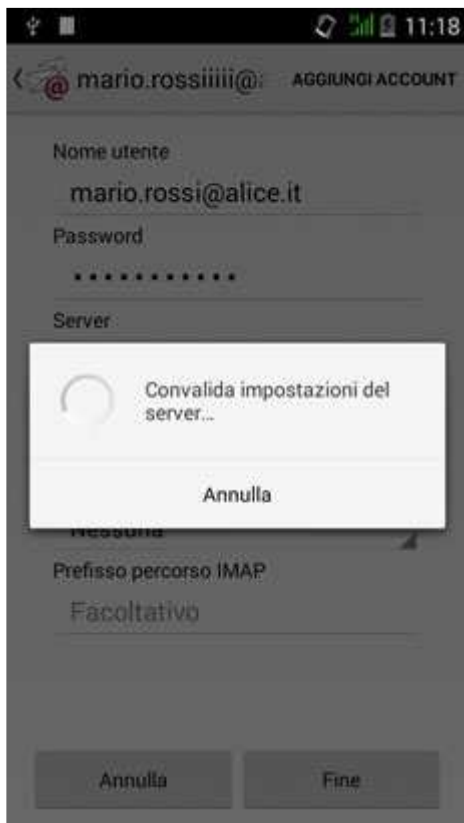 11:18
mario.rossiiiii@a
AGGIUNGI ACCOUNT
Nome utente
mario.rossi@alice.it
Password
Server
Convalida impostazioni del
server...
Annulla
Nessuna
Prefisso percorso IMAP
Facoltativo
Annulla
Fine